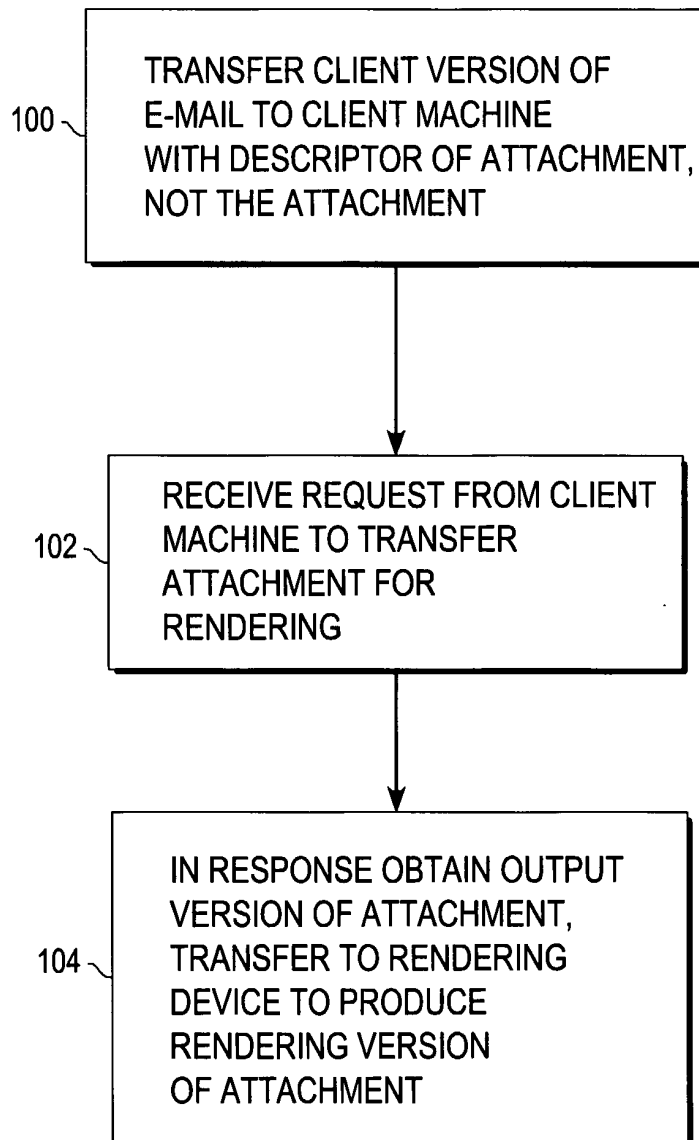 TRANSFER CLIENT VERSION OF
100
E-MAIL TO CLIENT MACHINE
WITH DESCRIPTOR OF ATTACHMENT,
NOT THE ATTACHMENT
RECEIVE REQUEST FROM CLIENT
102
MACHINE TO TRANSFER
ATTACHMENT FOR
RENDERING
IN RESPONSE OBTAIN OUTPUT
VERSION OF ATTACHMENT,
104
TRANSFER TO RENDERING
DEVICE TO PRODUCE
RENDERING VERSION
OF ATTACHMENT